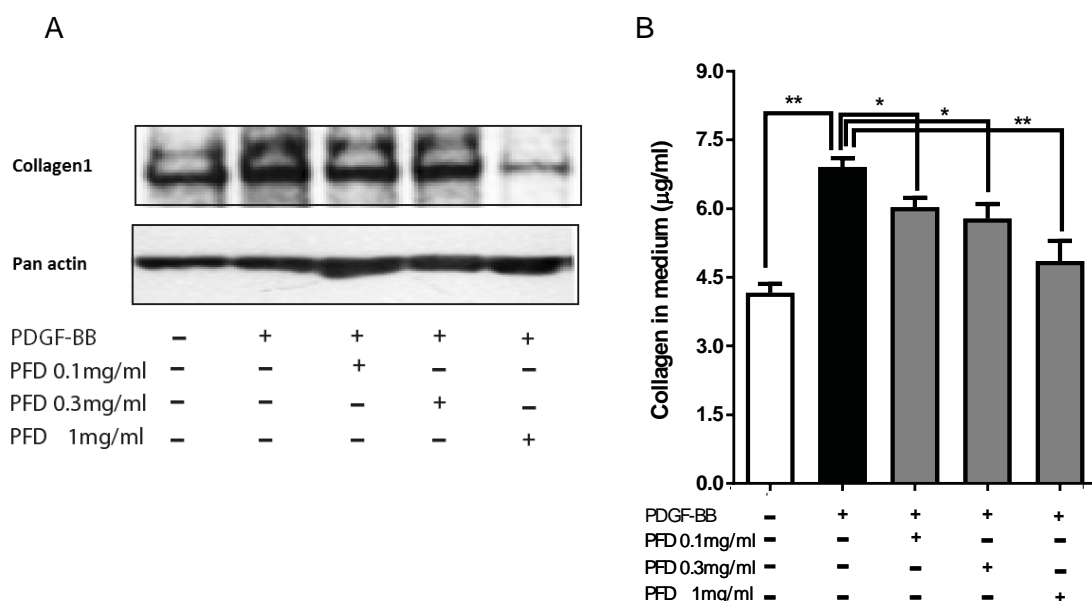 A
Collagen1
Pan actin
PDGF-BB – + + + +
PFD 0.1mg/ml – – + – –
PFD 0.3mg/ml – – – + –
PFD 1mg/ml – – – – +
B
Collagen in medium (μg/ml)
9.0
7.5
6.0
4.5
3.0
1.5
0.0
** * * **
PDGF-BB – + + + +
PFD 0.1mg/ml – – + – –
PFD 0.3mg/ml – – – + –
PFD 1mg/ml – – – – +